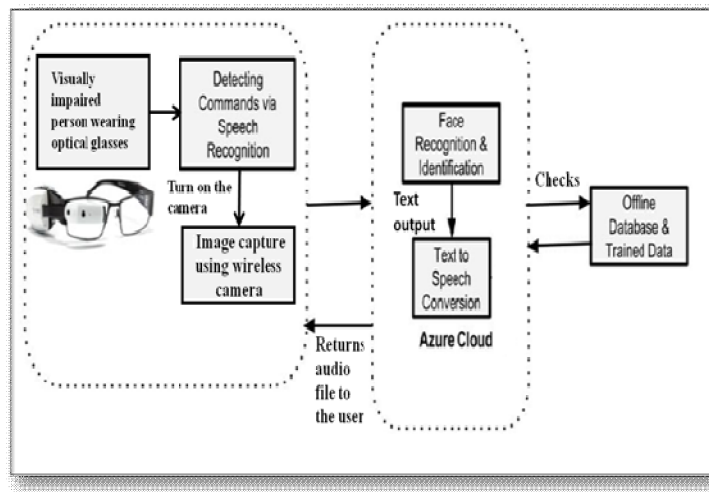 Visually
impaired
person wearing
optical glasses
Detecting
Commands via
Speech
Recognition
Turn on the
camera
Image capture
using wireless
camera
Face
Recognition &
Identification
Text
output
Text to
Speech
Conversion
Azure Cloud
Returns
audio
file to
the user
Checks
Offline
Database &
Trained Data